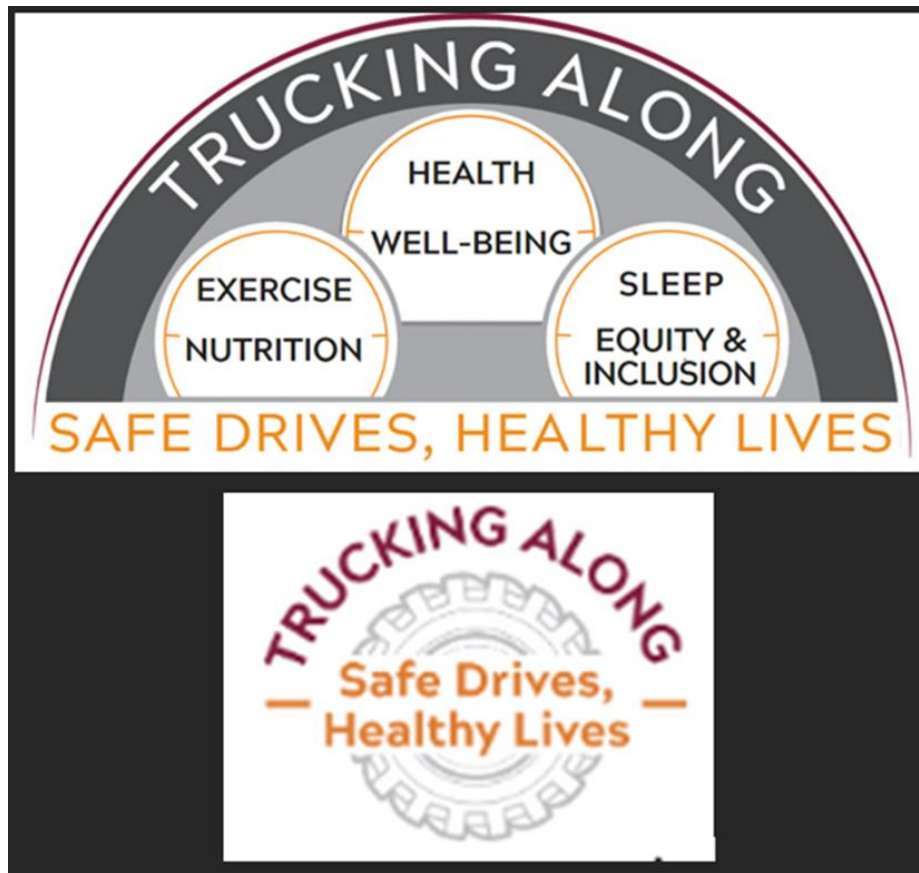 TRUCKING ALONG
HEALTH
WELL-BEING
EXERCISE
NUTRITION
SLEEP
EQUITY &
INCLUSION
SAFE DRIVES, HEALTHY LIVES
TRUCKING ALONG
Safe Drives,
Healthy Lives